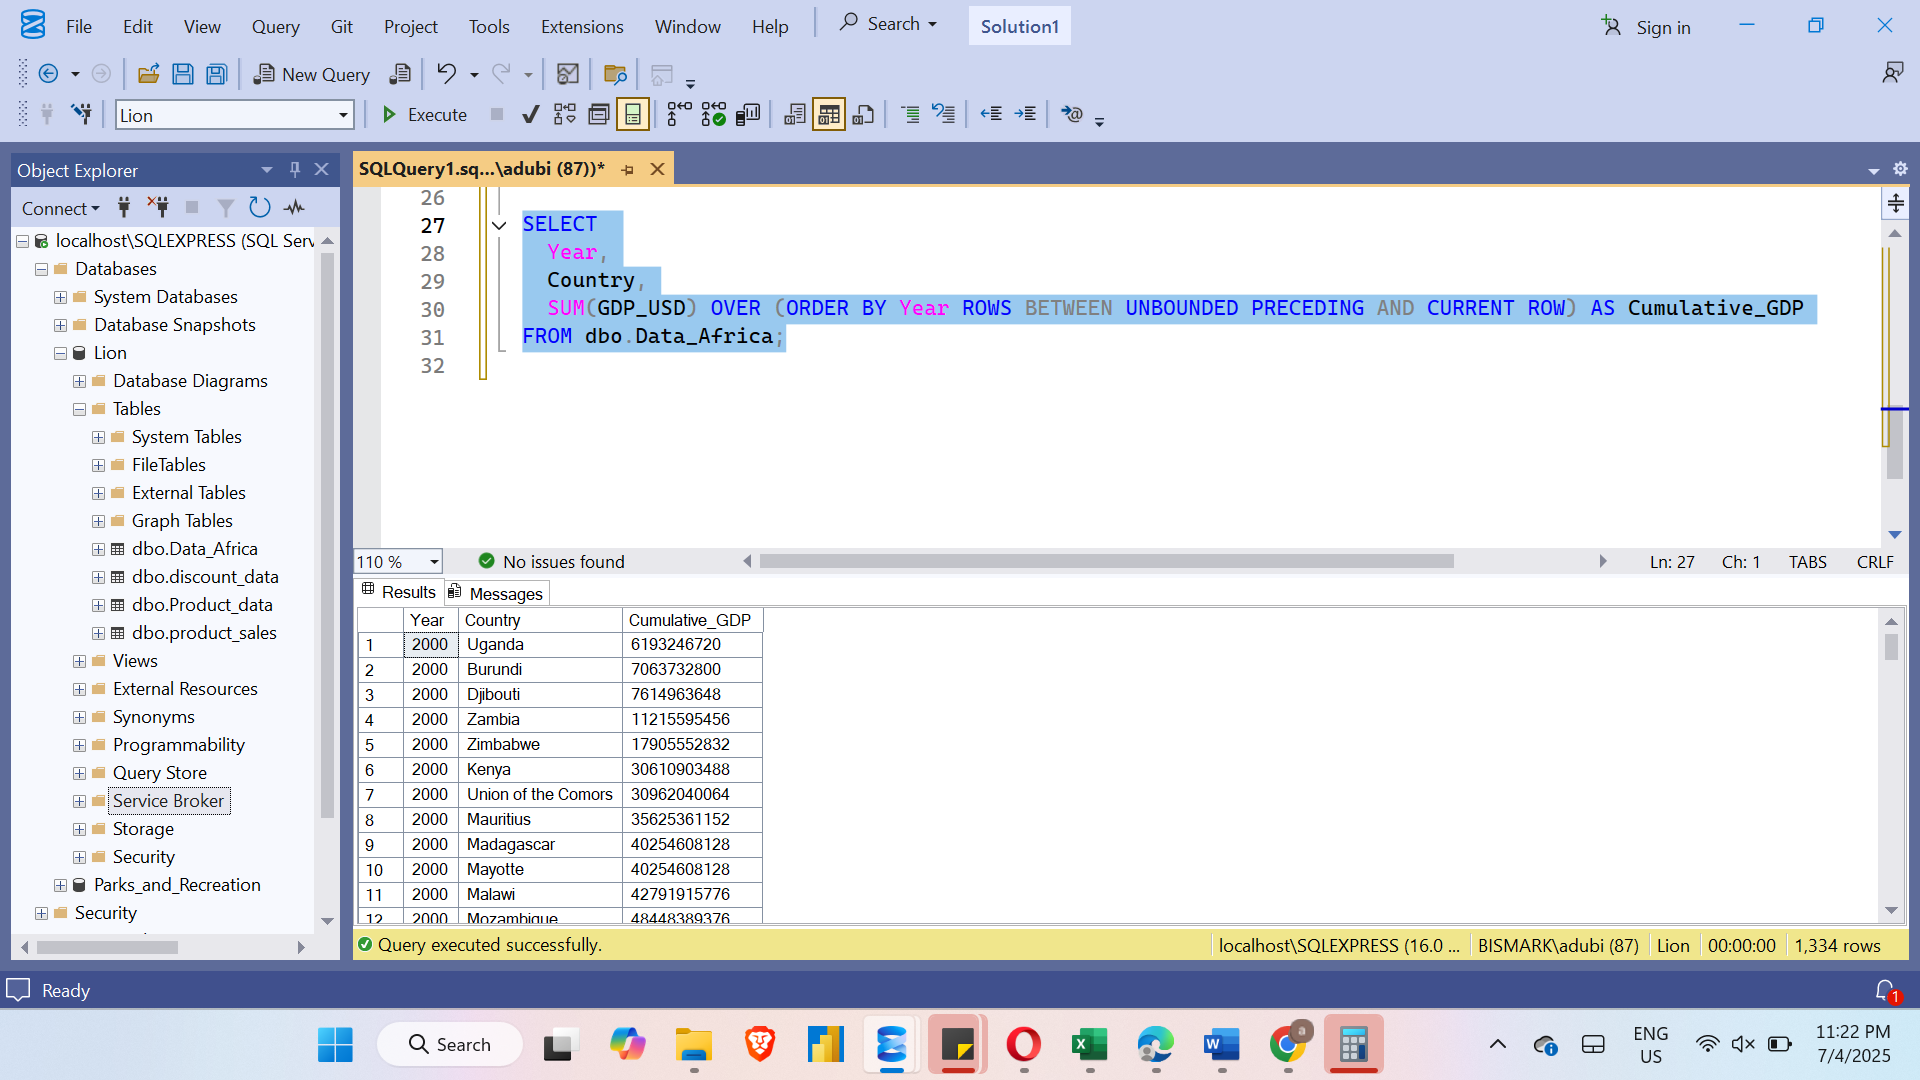 File Edit View Query Git Project Tools Extensions Window Help Search Solution1 Sign in
New Query
Lion Execute
Object Explorer
Connect
localhost\SQLEXPRESS (SQL Serv
Databases
System Databases
Database Snapshots
Lion
Database Diagrams
Tables
System Tables
FileTables
External Tables
Graph Tables
dbo.Data_Africa
dbo.discount_data
dbo.Product_data
dbo.product_sales
Views
External Resources
Synonyms
Programmability
Query Store
Service Broker
Storage
Security
Parks_and_Recreation
Security
SQLQuery1.sq...\adubi (87))*
26
27 SELECT
28 Year,
29 Country,
30 SUM(GDP_USD) OVER (ORDER BY Year ROWS BETWEEN UNBOUNDED PRECEDING AND CURRENT ROW) AS Cumulative_GDP
31 FROM dbo.Data_Africa;
32
110 % No issues found Ln: 27 Ch: 1 TABS CRLF
Results Messages
Year Country Cumulative_GDP
1 2000 Uganda 6193246720
2 2000 Burundi 7063732800
3 2000 Djibouti 7614963648
4 2000 Zambia 11215595456
5 2000 Zimbabwe 17905552832
6 2000 Kenya 30610903488
7 2000 Union of the Comors 30962040064
8 2000 Mauritius 35625361152
9 2000 Madagascar 40254608128
10 2000 Mayotte 40254608128
11 2000 Malawi 42791915776
12 2000 Mozambique 48448389376
Query executed successfully. localhost\SQLEXPRESS (16.0 ... BISMARK\adubi (87) Lion 00:00:00 1,334 rows
Ready 1
Search ENG US 11:22 PM 7/4/2025